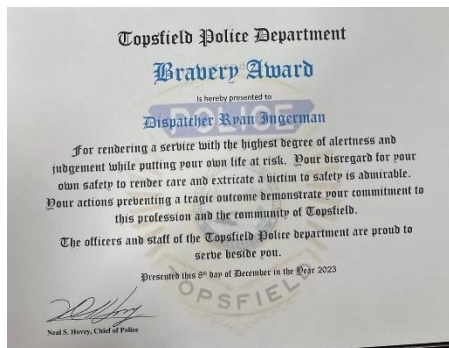 Topsfield Police Department
Bravery Award
is hereby presented to
Dispatcher Ryan Ingerman
For rendering a service with the highest degree of alertness and
judgement while putting your own life at risk. Your disregard for your
own safety to render care and extricate a victim to safety is admirable.
Your actions preventing a tragic outcome demonstrate your commitment to
this profession and the community of Topsfield.
The officers and staff of the Topsfield Police department are proud to
serve beside you.
Presented this 8th day of December in the Year 2023
Neal S. Hovey, Chief of Police
POLICE
TOPSFIELD